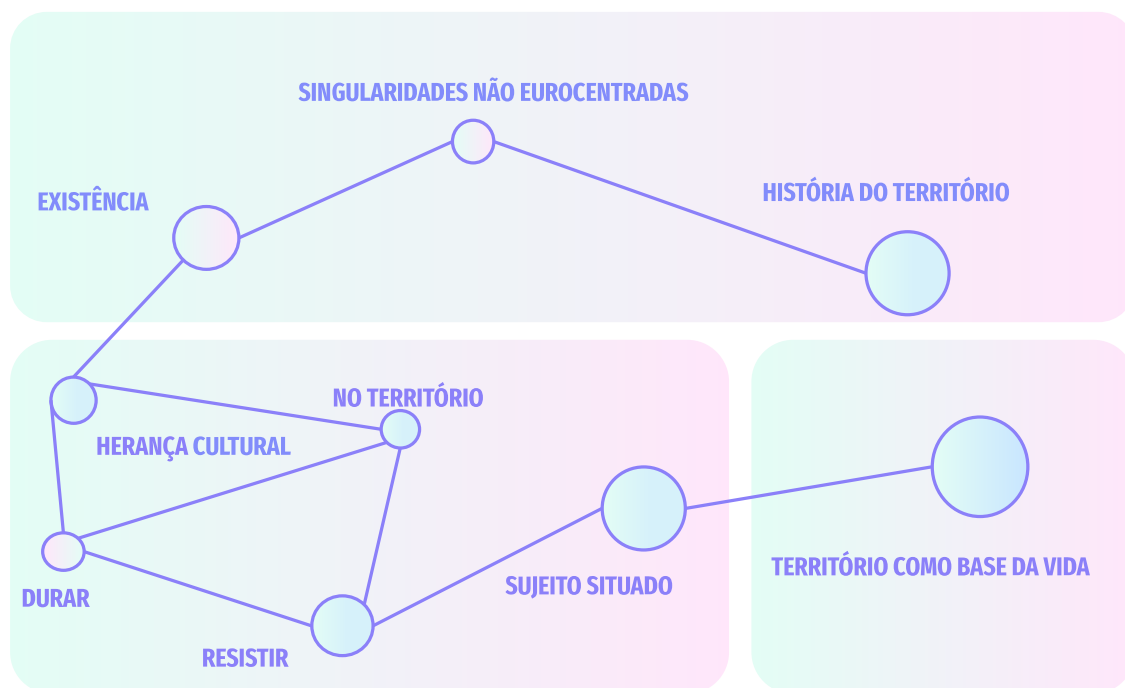 SINGULARIDADES NÃO EUROCENTRADAS
EXISTÊNCIA
HISTÓRIA DO TERRITÓRIO
NO TERRITÓRIO
HERANÇA CULTURAL
DURAR
RESISTIR
SUJEITO SITUADO
TERRITÓRIO COMO BASE DA VIDA